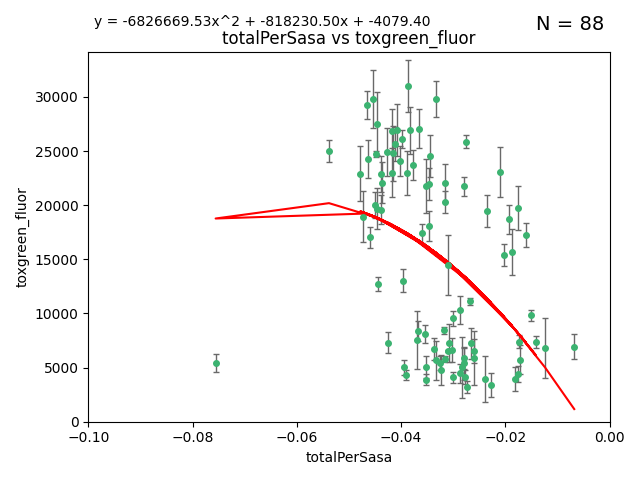 y = -6826669.53x^2 + -818230.50x + -4079.40
N = 88
totalPerSasa vs toxgreen_fluor
30000
25000
20000
15000
10000
5000
0
toxgreen_fluor
−0.10
−0.08
−0.06
−0.04
−0.02
0.00
totalPerSasa